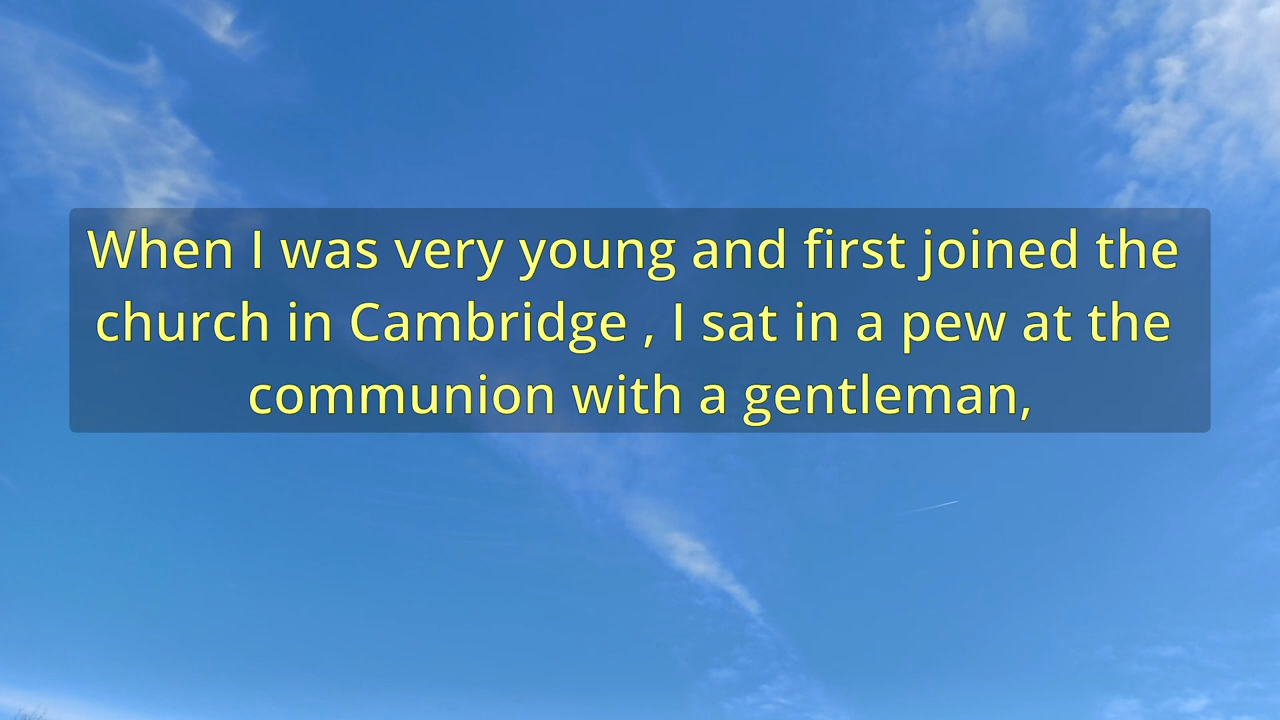 When I was very young and first joined the
church in Cambridge , I sat in a pew at the
communion with a gentleman,